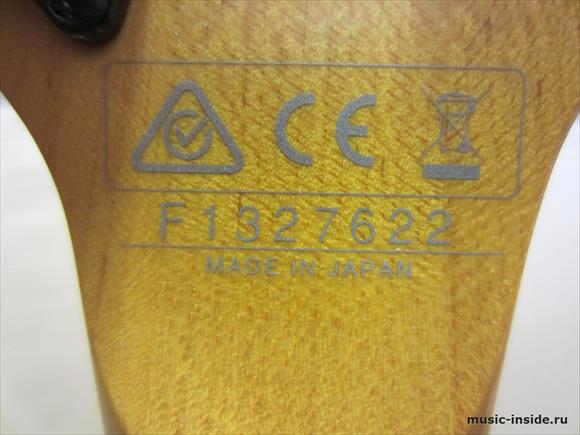 CE
F1327622
MADE IN JAPAN
music-inside.ru